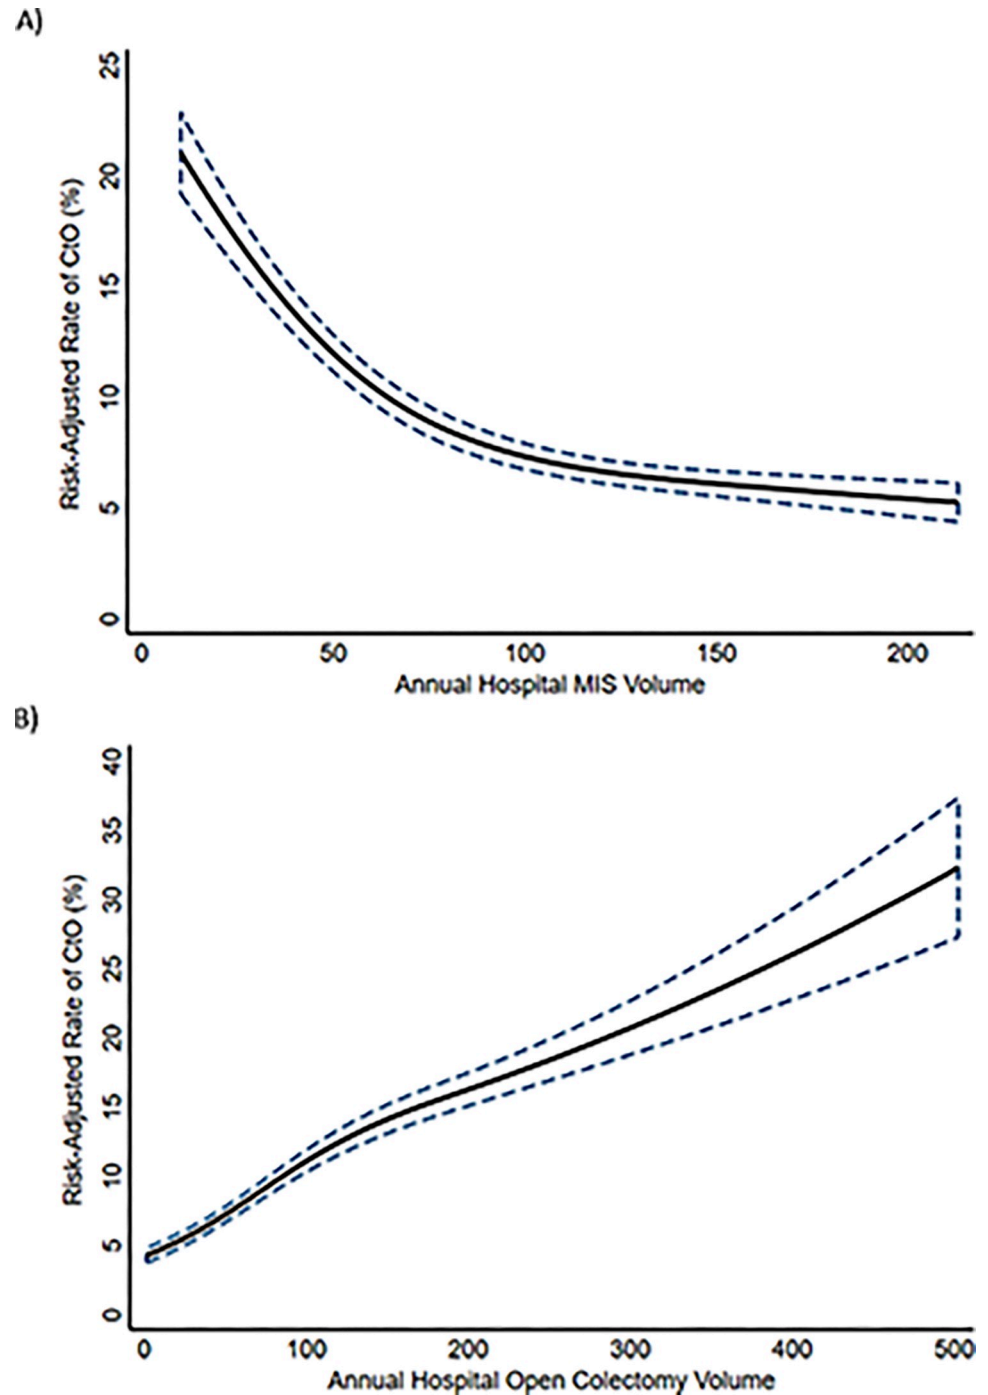 A)
Risk-Adjusted Rate of CtO (%)
25
20
15
10
5
0
0 50 100 150 200
Annual Hospital MIS Volume
B)
Risk-Adjusted Rate of CtO (%)
40
35
30
25
20
15
10
5
0
0 100 200 300 400 500
Annual Hospital Open Colectomy Volume